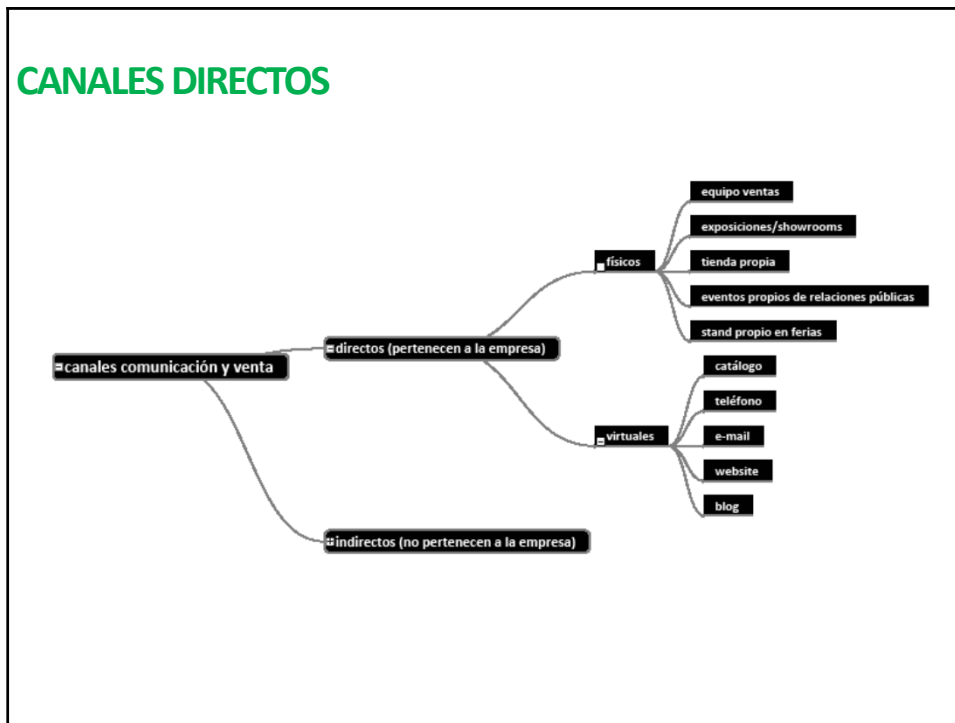 CANALES DIRECTOS
canales comunicación y venta
directos (pertenecen a la empresa)
físicos
equipo ventas
exposiciones/showrooms
tienda propia
eventos propios de relaciones públicas
stand propio en ferias
virtuales
catálogo
teléfono
e-mail
website
blog
indirectos (no pertenecen a la empresa)